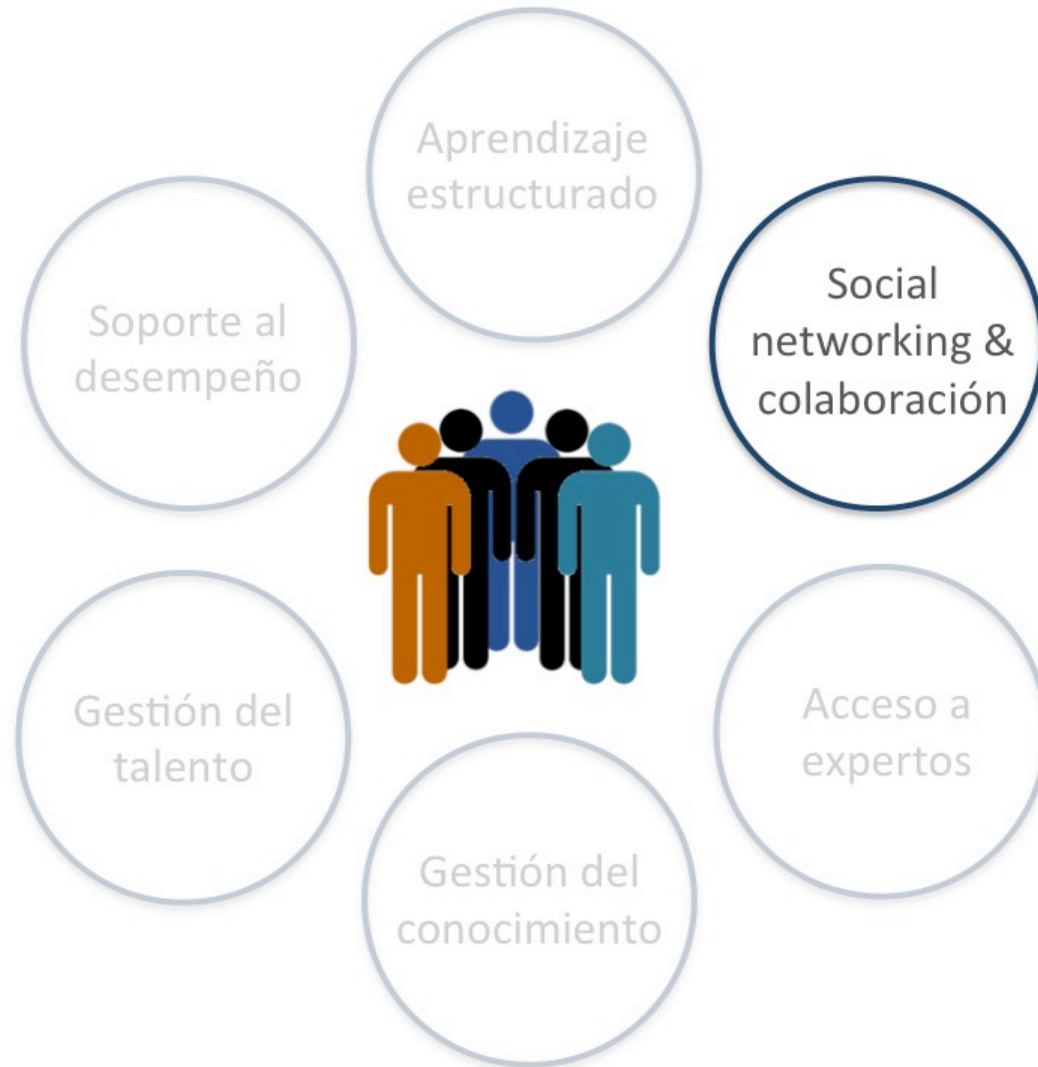 Aprendizaje
estructurado
Social
networking &
colaboración
Soporte al
desempeño
Acceso a
expertos
Gestión del
talento
Gestión del
conocimiento